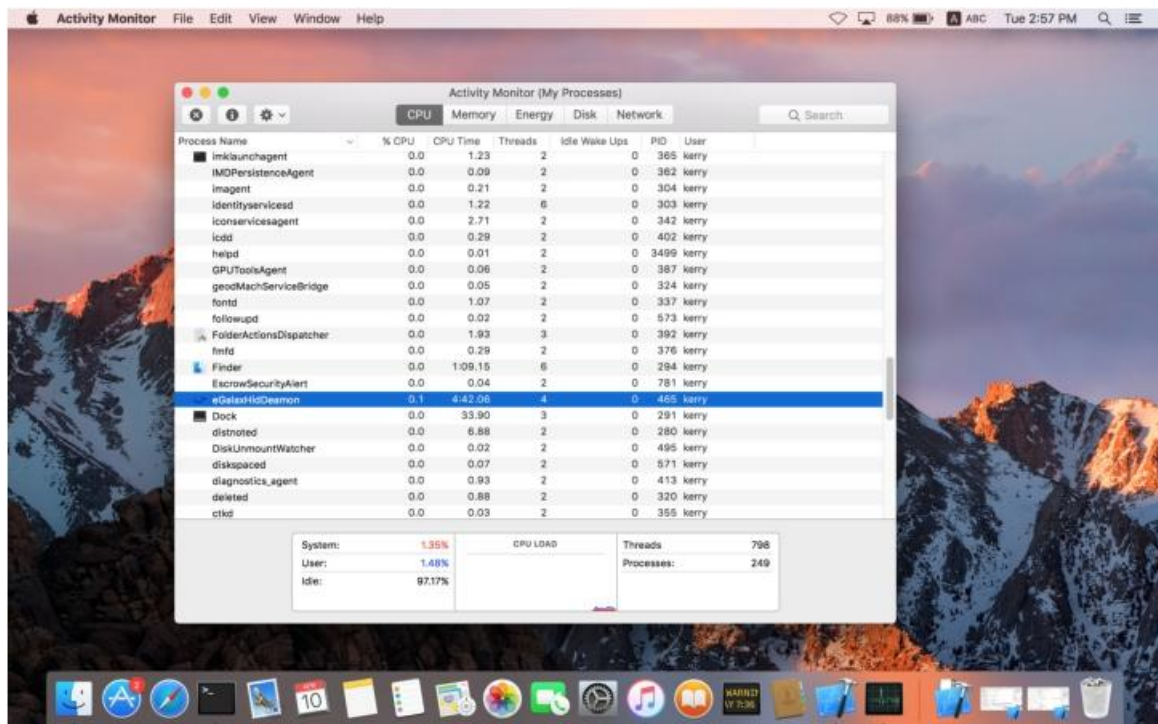 Activity Monitor File Edit View Window Help 88% A ABC Tue 2:57 PM
Activity Monitor (My Processes)
CPU Memory Energy Disk Network Search
Process Name % CPU CPU Time Threads Idle Wake Ups PID User
imklaunchagent 0.0 1.23 2 0 365 kerry
IMDPersistenceAgent 0.0 0.09 2 0 362 kerry
imagent 0.0 0.21 2 0 304 kerry
identityservicesd 0.0 1.22 6 0 303 kerry
iconservicesagent 0.0 2.71 2 0 342 kerry
icdd 0.0 0.29 2 0 402 kerry
helpd 0.0 0.01 2 0 3499 kerry
GPUToolsAgent 0.0 0.06 2 0 387 kerry
geodMachServiceBridge 0.0 0.05 2 0 324 kerry
fontd 0.0 1.07 2 0 337 kerry
followupd 0.0 0.02 2 0 573 kerry
FolderActionsDispatcher 0.0 1.93 3 0 392 kerry
fmfd 0.0 0.29 2 0 376 kerry
Finder 0.0 1:09.15 6 0 294 kerry
EscrowSecurityAlert 0.0 0.04 2 0 781 kerry
eGalaxHidDeamon 0.1 4:42.06 4 0 465 kerry
Dock 0.0 33.90 3 0 291 kerry
distnoted 0.0 6.88 2 0 280 kerry
DiskUnmountWatcher 0.0 0.02 2 0 495 kerry
diskspaced 0.0 0.07 2 0 571 kerry
diagnostics_agent 0.0 0.93 2 0 413 kerry
deleted 0.0 0.88 2 0 320 kerry
ctkd 0.0 0.03 2 0 355 kerry
System: 1.35% CPU LOAD Threads 798
User: 1.48% Processes: 249
Idle: 97.17%
10
WARNIN
7:36